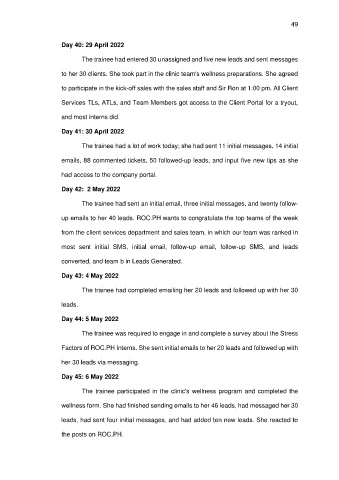 49
Day 40: 29 April 2022
The trainee had entered 30 unassigned and five new leads and sent messages
to her 30 clients. She took part in the clinic team's wellness preparations. She agreed
to participate in the kick-off sales with the sales staff and Sir Ron at 1:00 pm. All Client
Services TLs, ATLs, and Team Members got access to the Client Portal for a tryout,
and most interns did.
Day 41: 30 April 2022
The trainee had a lot of work today; she had sent 11 initial messages, 14 initial
emails, 88 commented tickets, 50 followed-up leads, and input five new tips as she
had access to the company portal.
Day 42:  2 May 2022
The trainee had sent an initial email, three initial messages, and twenty follow-
up emails to her 40 leads. ROC.PH wants to congratulate the top teams of the week
from the client services department and sales team, in which our team was ranked in
most sent initial SMS, initial email, follow-up email, follow-up SMS, and leads
converted, and team b in Leads Generated.
Day 43: 4 May 2022
The trainee had completed emailing her 20 leads and followed up with her 30
leads.
Day 44: 5 May 2022
The trainee was required to engage in and complete a survey about the Stress
Factors of ROC.PH Interns. She sent initial emails to her 20 leads and followed up with
her 30 leads via messaging.
Day 45: 6 May 2022
The trainee participated in the clinic's wellness program and completed the
wellness form. She had finished sending emails to her 46 leads, had messaged her 30
leads, had sent four initial messages, and had added ten new leads. She reacted to
the posts on ROC.PH.